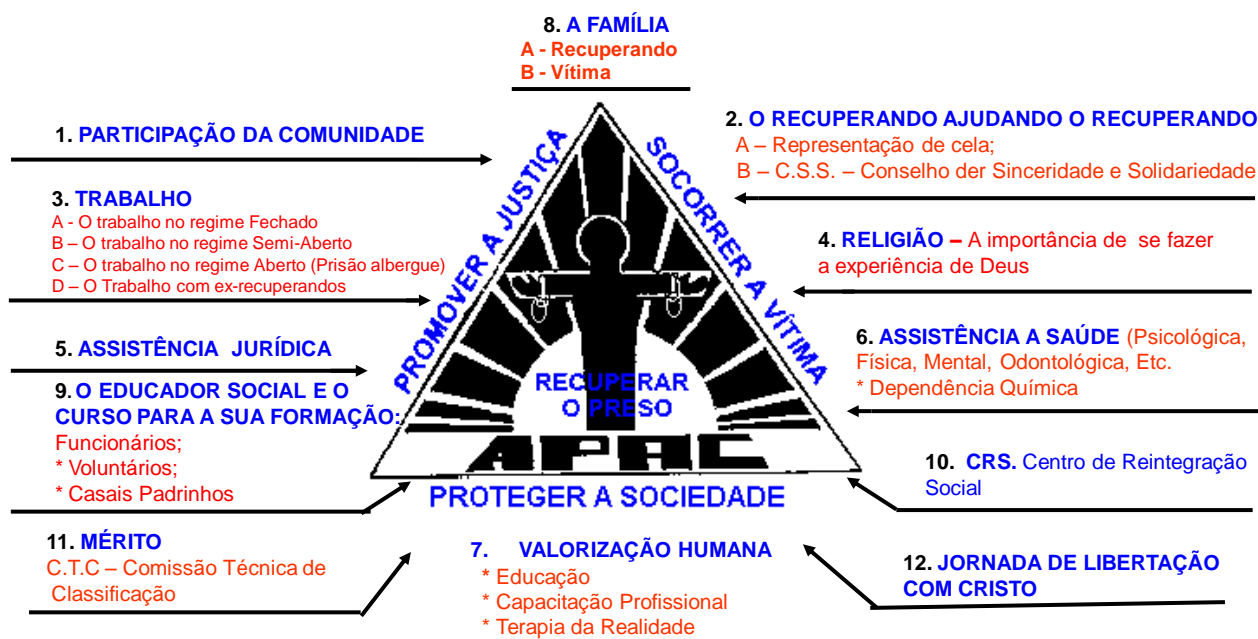 8. A FAMÍLIA
A - Recuperando
B - Vítima
1. PARTICIPAÇÃO DA COMUNIDADE
2. O RECUPERANDO AJUDANDO O RECUPERANDO
A – Representação de cela;
B – C.S.S. – Conselho der Sinceridade e Solidariedade
3. TRABALHO
A - O trabalho no regime Fechado
B – O trabalho no regime Semi-Aberto
C – O trabalho no regime Aberto (Prisão albergue)
D – O Trabalho com ex-recuperandos
4. RELIGIÃO – A importância de se fazer
a experiência de Deus
5. ASSISTÊNCIA JURÍDICA
6. ASSISTÊNCIA A SAÚDE (Psicológica,
Física, Mental, Odontológica, Etc.
* Dependência Química
PROMOVER A JUSTIÇA
SOCORRER A VÍTIMA
RECUPERAR
O PRESO
APAC
PROTEGER A SOCIEDADE
9. O EDUCADOR SOCIAL E O
CURSO PARA A SUA FORMAÇÃO:
Funcionários;
* Voluntários;
* Casais Padrinhos
10. CRS. Centro de Reintegração
Social
11. MÉRITO
C.T.C – Comissão Técnica de
Classificação
7. VALORIZAÇÃO HUMANA
* Educação
* Capacitação Profissional
* Terapia da Realidade
12. JORNADA DE LIBERTAÇÃO
COM CRISTO